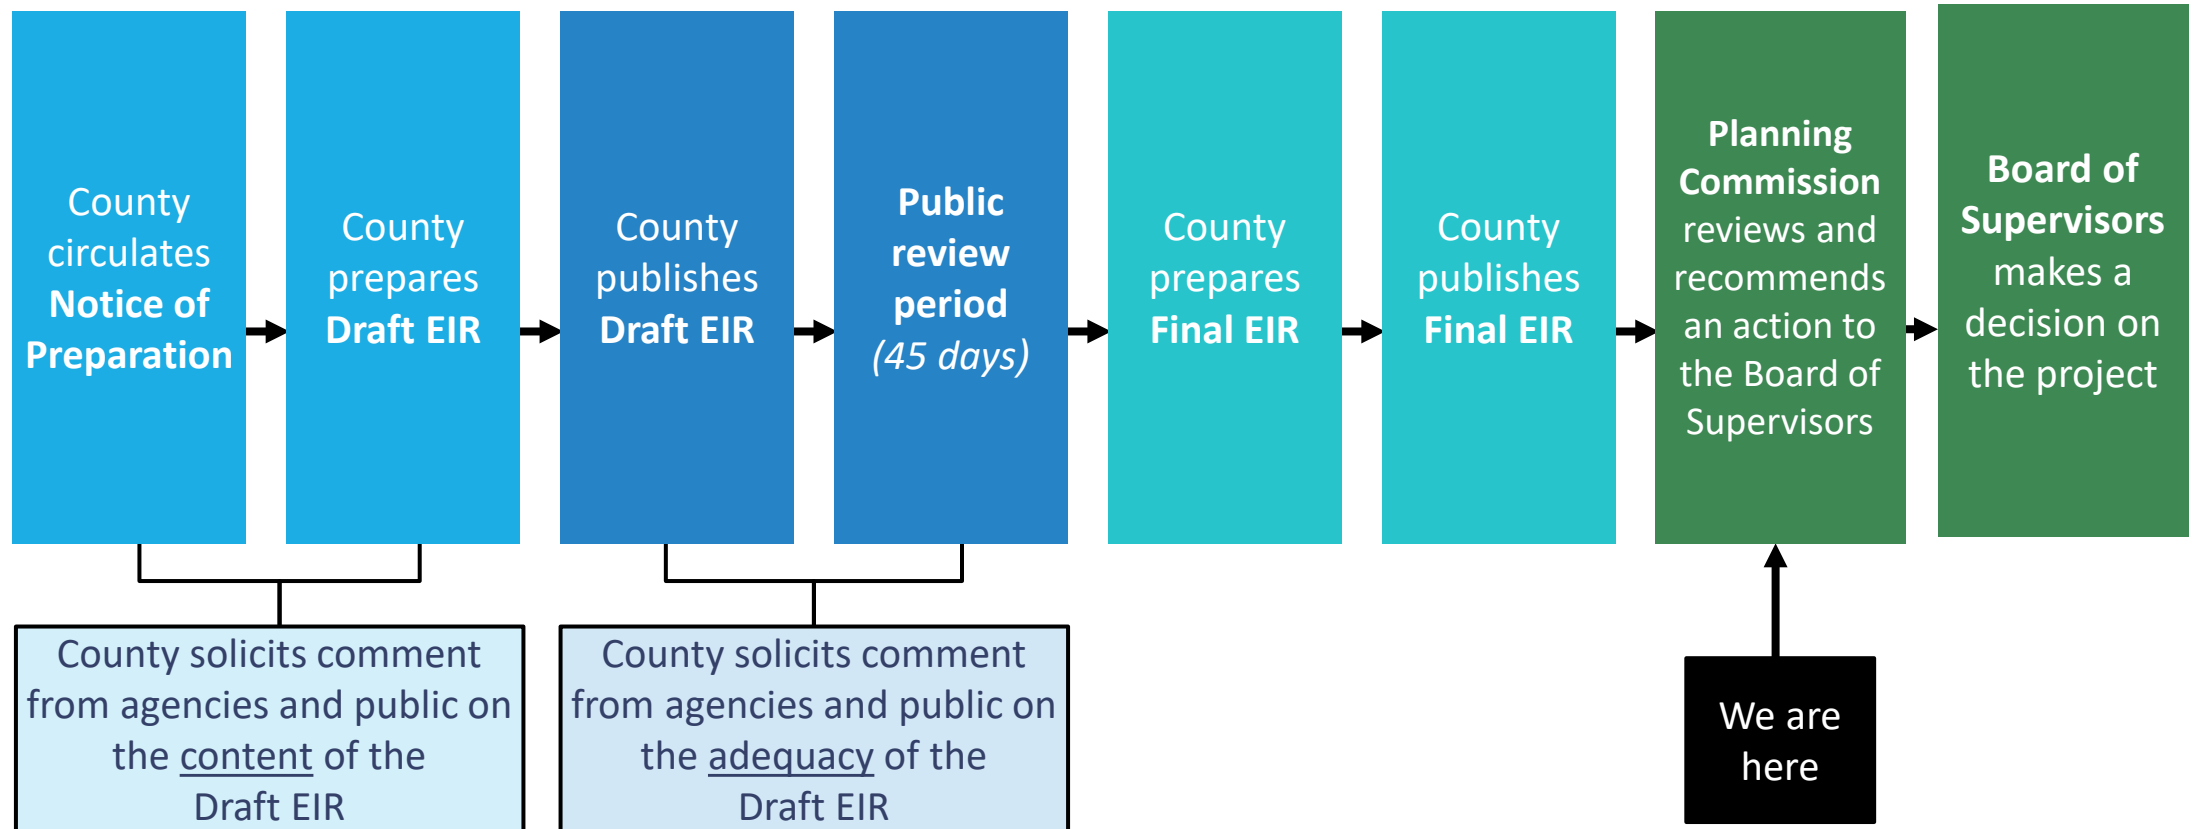 County
circulates
Notice of
Preparation
County
prepares
Draft EIR
County
publishes
Draft EIR
Public
review
period
(45 days)
County
prepares
Final EIR
County
publishes
Final EIR
Planning
Commission
reviews and
recommends
an action to
the Board of
Supervisors
Board of
Supervisors
makes a
decision on
the project
County solicits comment
from agencies and public on
the content of the
Draft EIR
County solicits comment
from agencies and public on
the adequacy of the
Draft EIR
We are
here